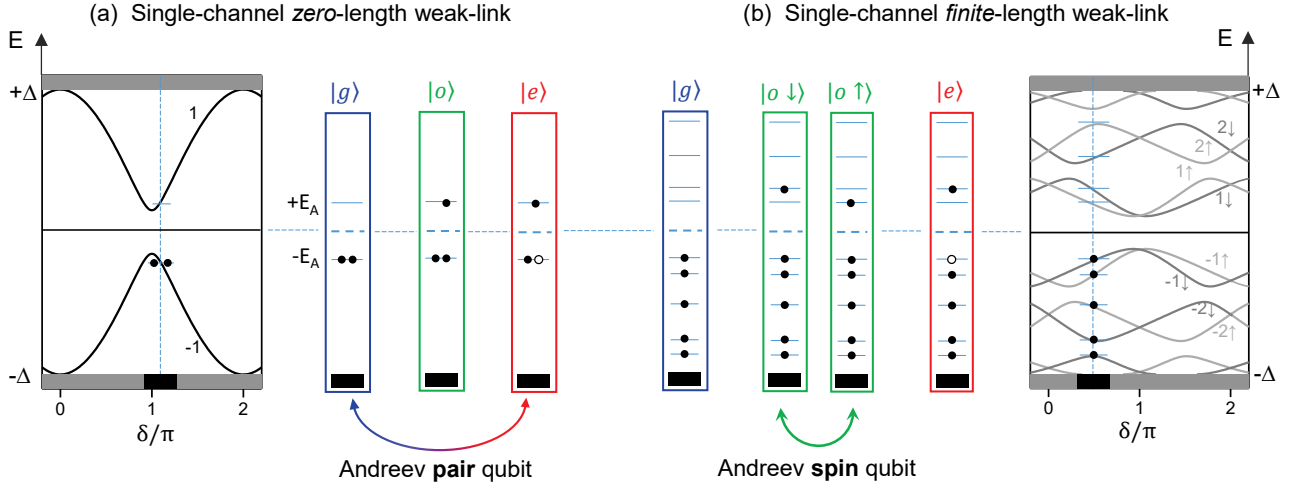 (a) Single-channel zero-length weak-link
(b) Single-channel finite-length weak-link
E
+Δ
1
-1
-Δ
0
1
2
δ/π
|g⟩
|o⟩
|e⟩
+E_A
-E_A
Andreev pair qubit
|g⟩
|o ↓⟩
|o ↑⟩
|e⟩
Andreev spin qubit
E
+Δ
2↓
2↑
1↑
1↓
-1↑
-1↓
-2↓
-2↑
-Δ
0
1
2
δ/π